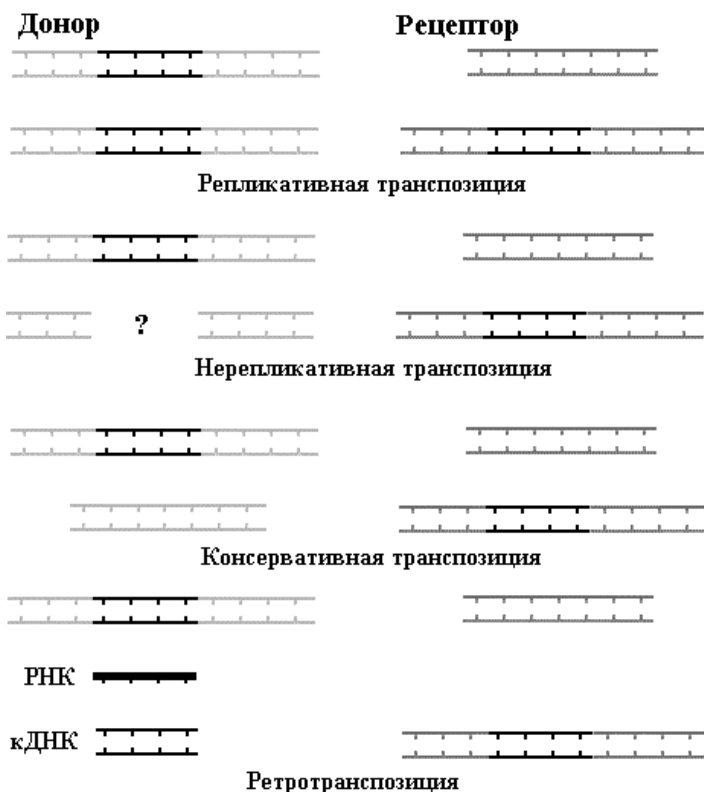 Донор
Рецептор
Репликативная транспозиция
?
Нерепликативная транспозиция
Консервативная транспозиция
РНК
кДНК
Ретротранспозиция